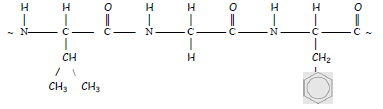 H H O H H O H H O
~ N C C N C C N C C ~
CH H CH2
CH3 CH3